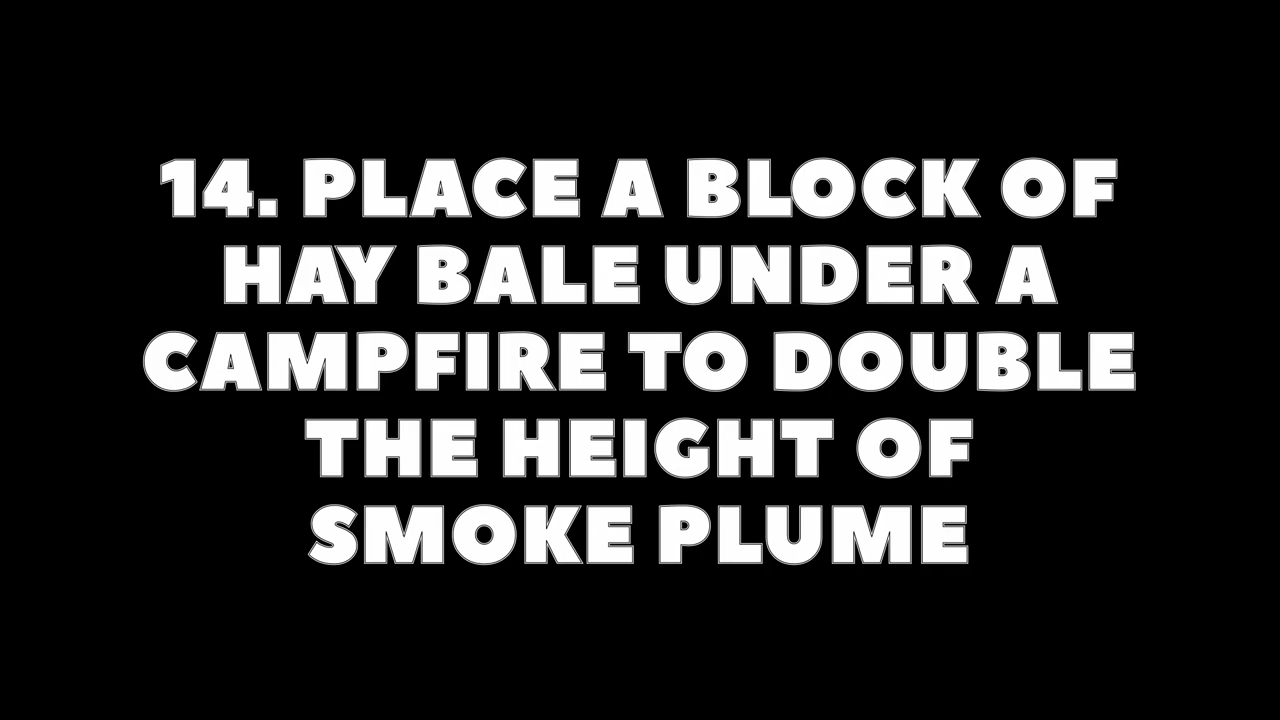 14. PLACE A BLOCK OF
HAY BALE UNDER A
CAMPFIRE TO DOUBLE
THE HEIGHT OF
SMOKE PLUME